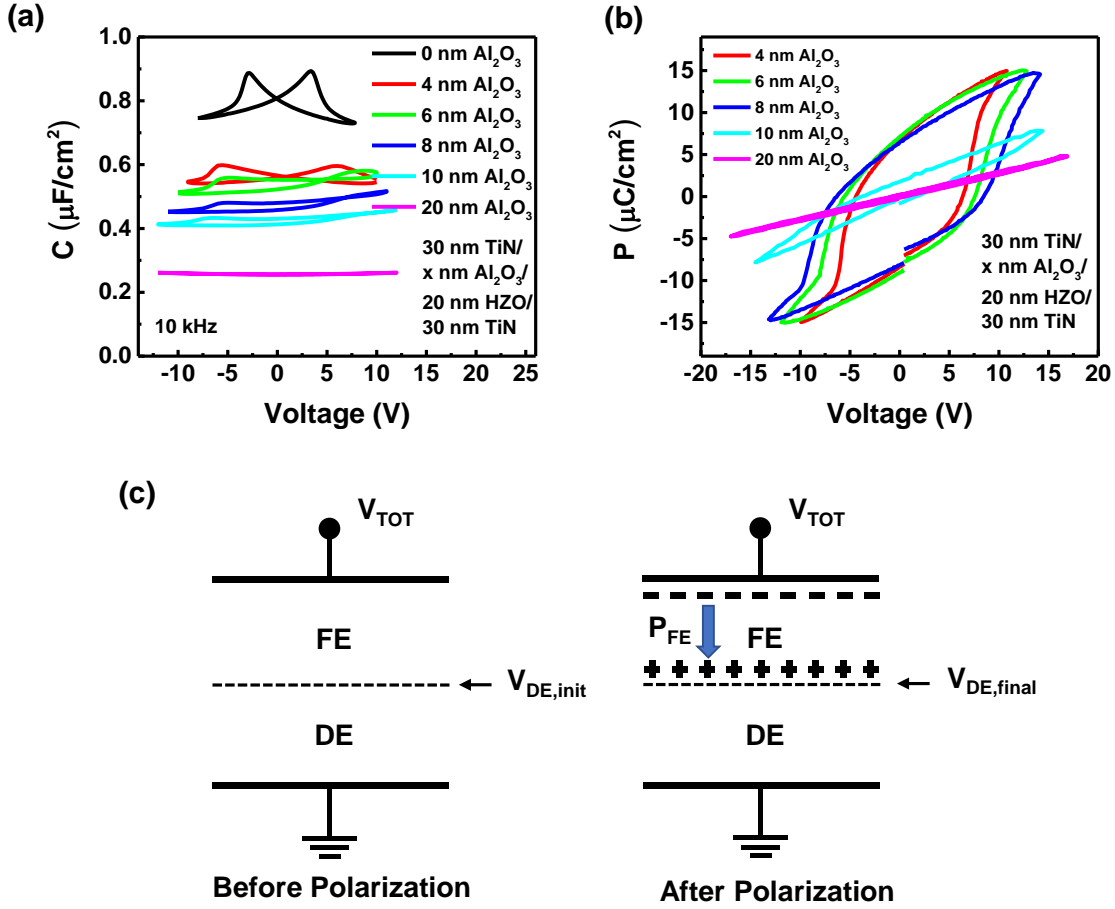 (a)
C (μF/cm²)
1.0
0.8
0.6
0.4
0.2
0.0
0 nm Al₂O₃
4 nm Al₂O₃
6 nm Al₂O₃
8 nm Al₂O₃
10 nm Al₂O₃
20 nm Al₂O₃
30 nm TiN/
x nm Al₂O₃/
20 nm HZO/
30 nm TiN
10 kHz
-10 -5 0 5 10 15 20 25
Voltage (V)
(b)
P (μC/cm²)
15
10
5
0
-5
-10
-15
4 nm Al₂O₃
6 nm Al₂O₃
8 nm Al₂O₃
10 nm Al₂O₃
20 nm Al₂O₃
30 nm TiN/
x nm Al₂O₃/
20 nm HZO/
30 nm TiN
-20 -15 -10 -5 0 5 10 15 20
Voltage (V)
(c)
V_TOT
FE
V_DE,init
DE
Before Polarization
V_TOT
P_FE FE
V_DE,final
DE
After Polarization